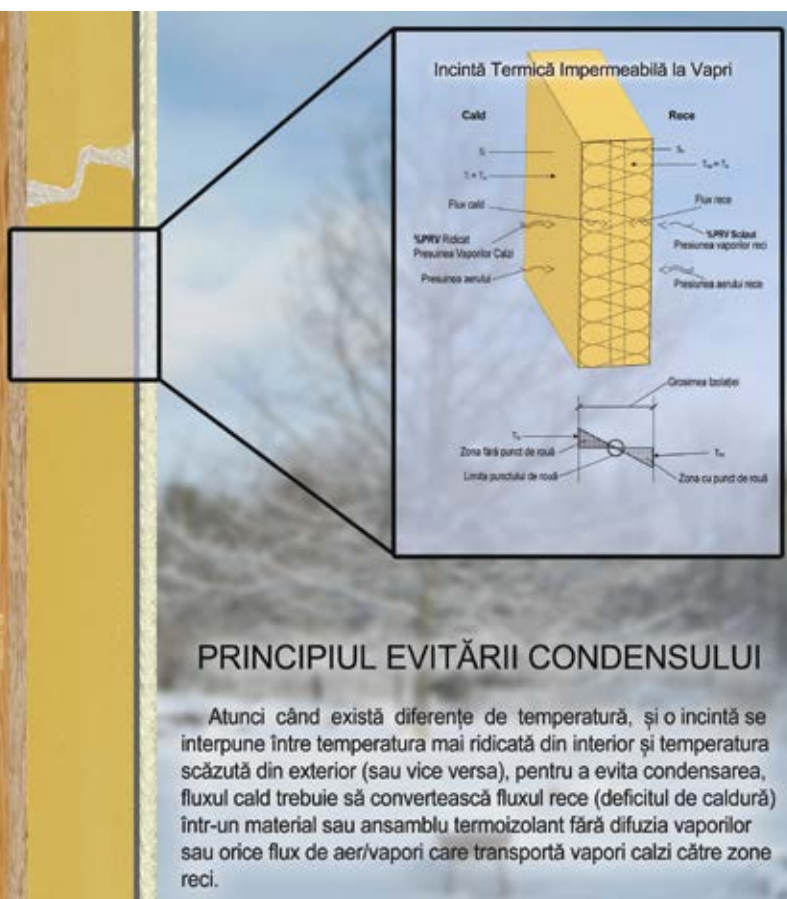 Incintă Termică Impermeabilă la Vapri
Cald
Rece
Flux cald
Flux rece
%PRV Ridicat
Presuinea Vaporilor Calzi
%PRV Scăzut
Presiunea vaporilor reci
Presiunea aerului
Presiunea aerului rece
Grosimea Izolației
Zona fără punct de rouă
Limita punctului de rouă
Zona cu punct de rouă
PRINCIPIUL EVITĂRII CONDENSULUI
Atunci când există diferențe de temperatură, și o incintă se
interpune între temperatura mai ridicată din interior și temperatura
scăzută din exterior (sau vice versa), pentru a evita condensarea,
fluxul cald trebuie să convertească fluxul rece (deficitul de caldură)
într-un material sau ansamblu termoizolant fără difuzia vaporilor
sau orice flux de aer/vapori care transportă vapori calzi către zone
reci.